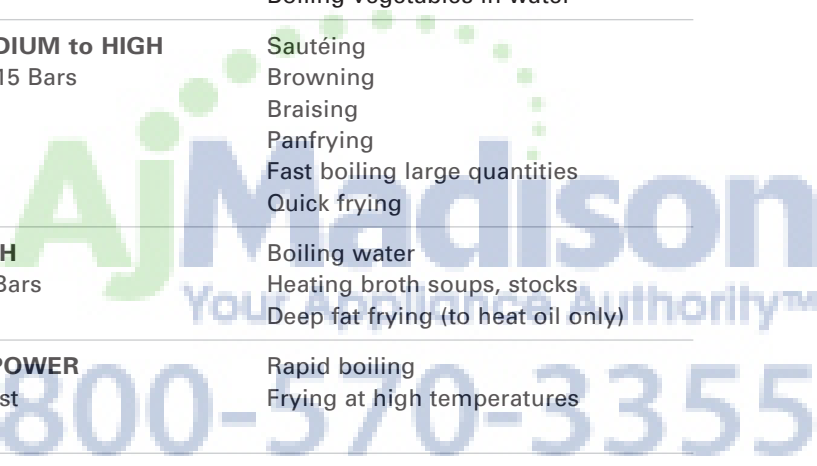 Boiling vegetables in water
DIUM to HIGH
15 Bars
Sautéing
Browning
Braising
Panfrying
Fast boiling large quantities
Quick frying
H
Bars
Boiling water
Heating broth soups, stocks
Deep fat frying (to heat oil only)
POWER
st
Rapid boiling
Frying at high temperatures
AjMadison
Your Appliance Authority™
800-570-3355